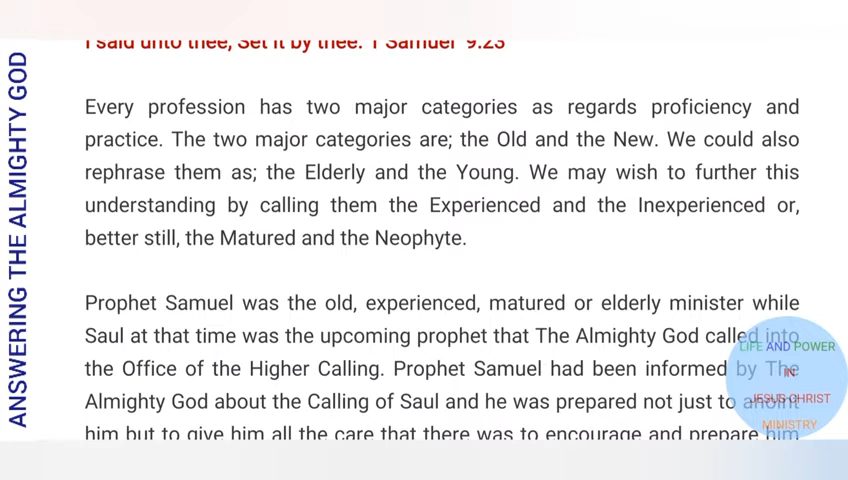 ANSWERING THE ALMIGHTY GOD
I said unto thee, Set it by thee. 1 Samuel 9:23
Every profession has two major categories as regards proficiency and
practice. The two major categories are; the Old and the New. We could also
rephrase them as; the Elderly and the Young. We may wish to further this
understanding by calling them the Experienced and the Inexperienced or,
better still, the Matured and the Neophyte.
Prophet Samuel was the old, experienced, matured or elderly minister while
Saul at that time was the upcoming prophet that The Almighty God called into
the Office of the Higher Calling. Prophet Samuel had been informed by The
Almighty God about the Calling of Saul and he was prepared not just to anoint
him but to give him all the care that there was to encourage and prepare him
LIFE AND POWER
IN
JESUS CHRIST
MINISTRY